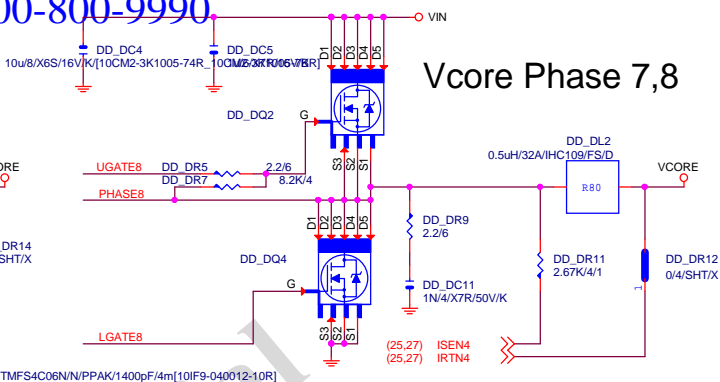 00-800-9990
VIN
DD_DC4
10u/8/X6S/16V/K/[10CM2-3K1005-74R_10
DD_DC5
D1
D2
D3
D4
D5
Vcore Phase 7,8
DD_DQ2
G
S3
S2
S1
DD_DL2
0.5uH/32A/IHC109/FS/D
ORE
UGATE8
DD_DR5
2.2/6
DD_DR7
8.2K/4
PHASE8
R80
VCORE
D1
D2
D3
D4
D5
_DR14
SHT/X
DD_DR9
2.2/6
DD_DQ4
G
DD_DR11
2.67K/4/1
DD_DR12
0/4/SHT/X
1
DD_DC11
1N/4/X7R/50V/K
LGATE8
S3
S2
S1
(25,27) ISEN4
(25,27) IRTN4
TMFS4C06N/N/PPAK/1400pF/4m[10IF9-040012-10R]